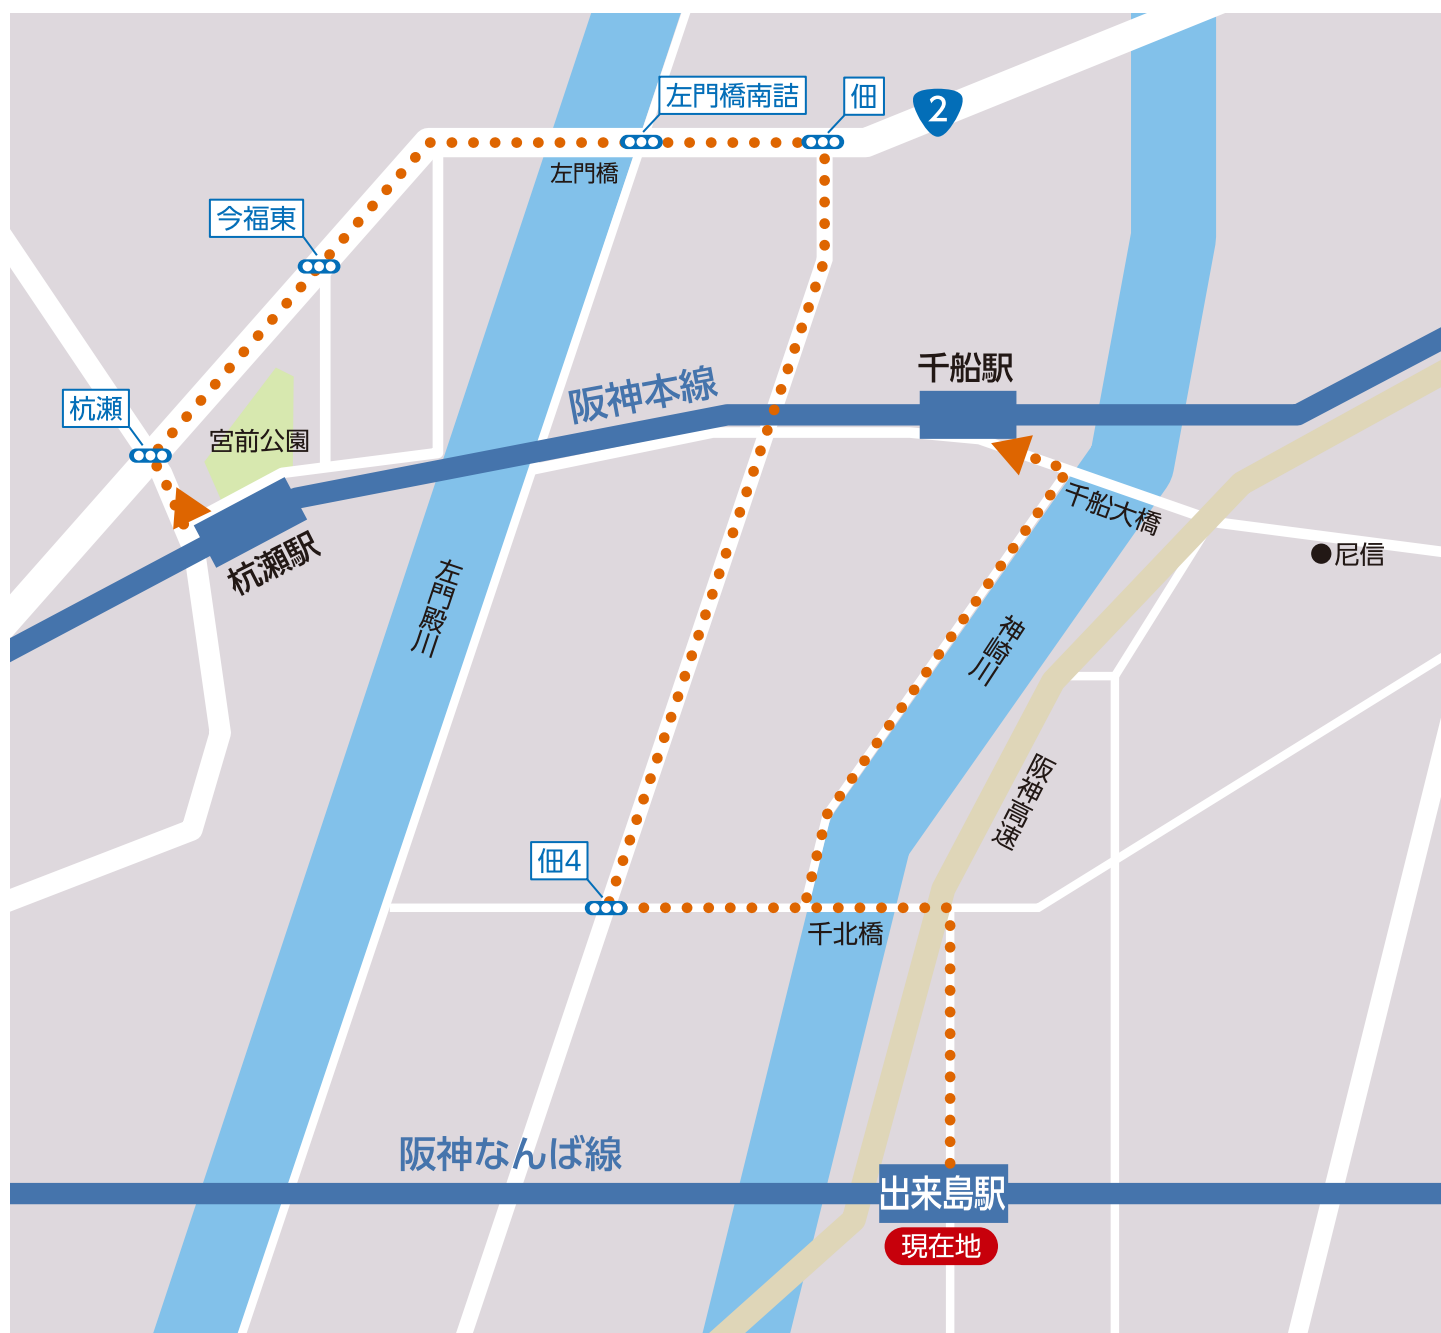 左門橋南詰
佃
2
左門橋
今福東
千船駅
阪神本線
杭瀬
宮前公園
千船大橋
尼信
杭瀬駅
左門殿川
神崎川
阪神高速
佃4
千北橋
阪神なんば線
出来島駅
現在地